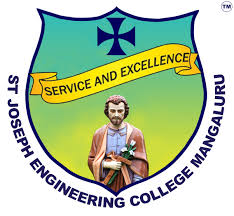 TM
SERVICE AND EXCELLENCE
ST JOSEPH ENGINEERING COLLEGE MANGALURU